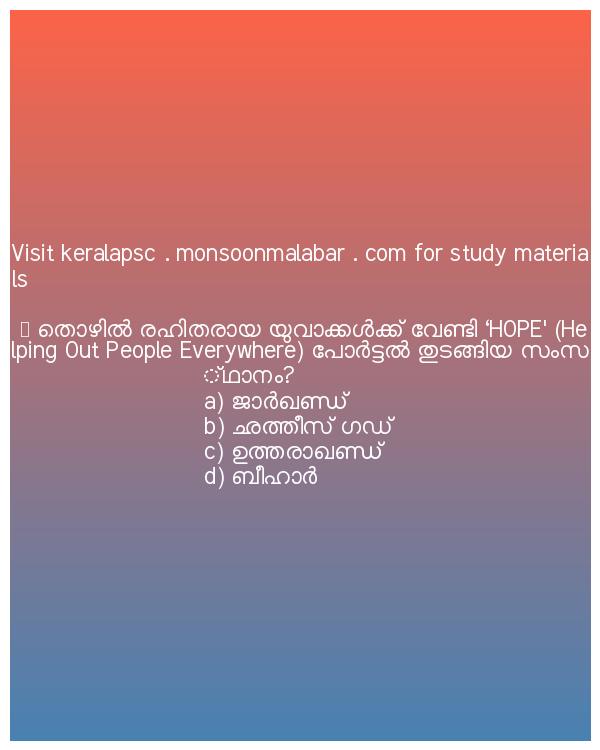 Visit keralapsc . monsoonmalabar . com for study materia
ls
തൊഴിൽ രഹിതരായ യുവാക്കൾക്ക് വേണ്ടി ‘HOPE' (He
lping Out People Everywhere) പോർട്ടൽ തുടങ്ങിയ സംസ
്ഥാനം?
a) ജാർഖണ്ഡ്
b) ഛത്തീസ് ഗഡ്
c) ഉത്തരാഖണ്ഡ്
d) ബീഹാർ